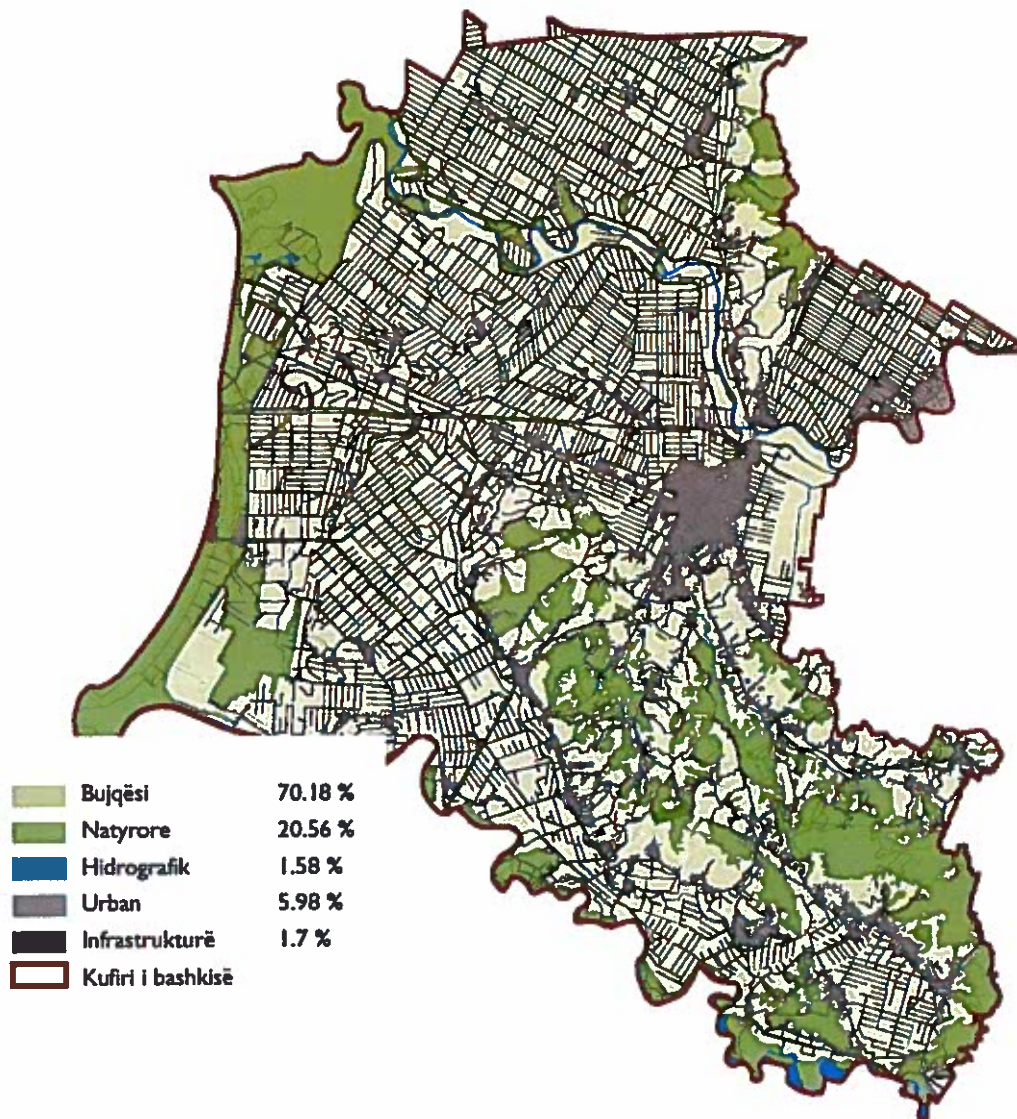 Bujqësi 70.18 %
Natyrore 20.56 %
Hidrografik 1.58 %
Urban 5.98 %
Infrastrukturë 1.7 %
Kufiri i bashkisë